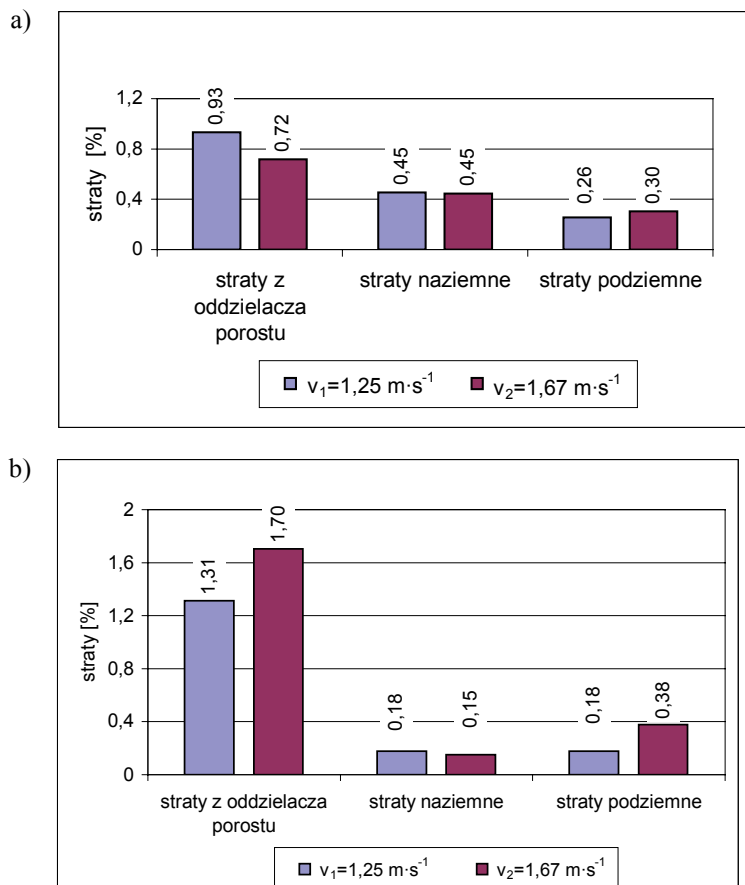 a)
straty [%]
1,2
0,8
0,4
0
0,93
0,72
0,45
0,45
0,26
0,30
straty z
oddzielacza
porostu
straty naziemne
straty podziemne
v₁=1,25 m·s⁻¹
v₂=1,67 m·s⁻¹
b)
straty [%]
2
1,6
1,2
0,8
0,4
0
1,31
1,70
0,18
0,15
0,18
0,38
straty z oddzielacza
porostu
straty naziemne
straty podziemne
v₁=1,25 m·s⁻¹
v₂=1,67 m·s⁻¹